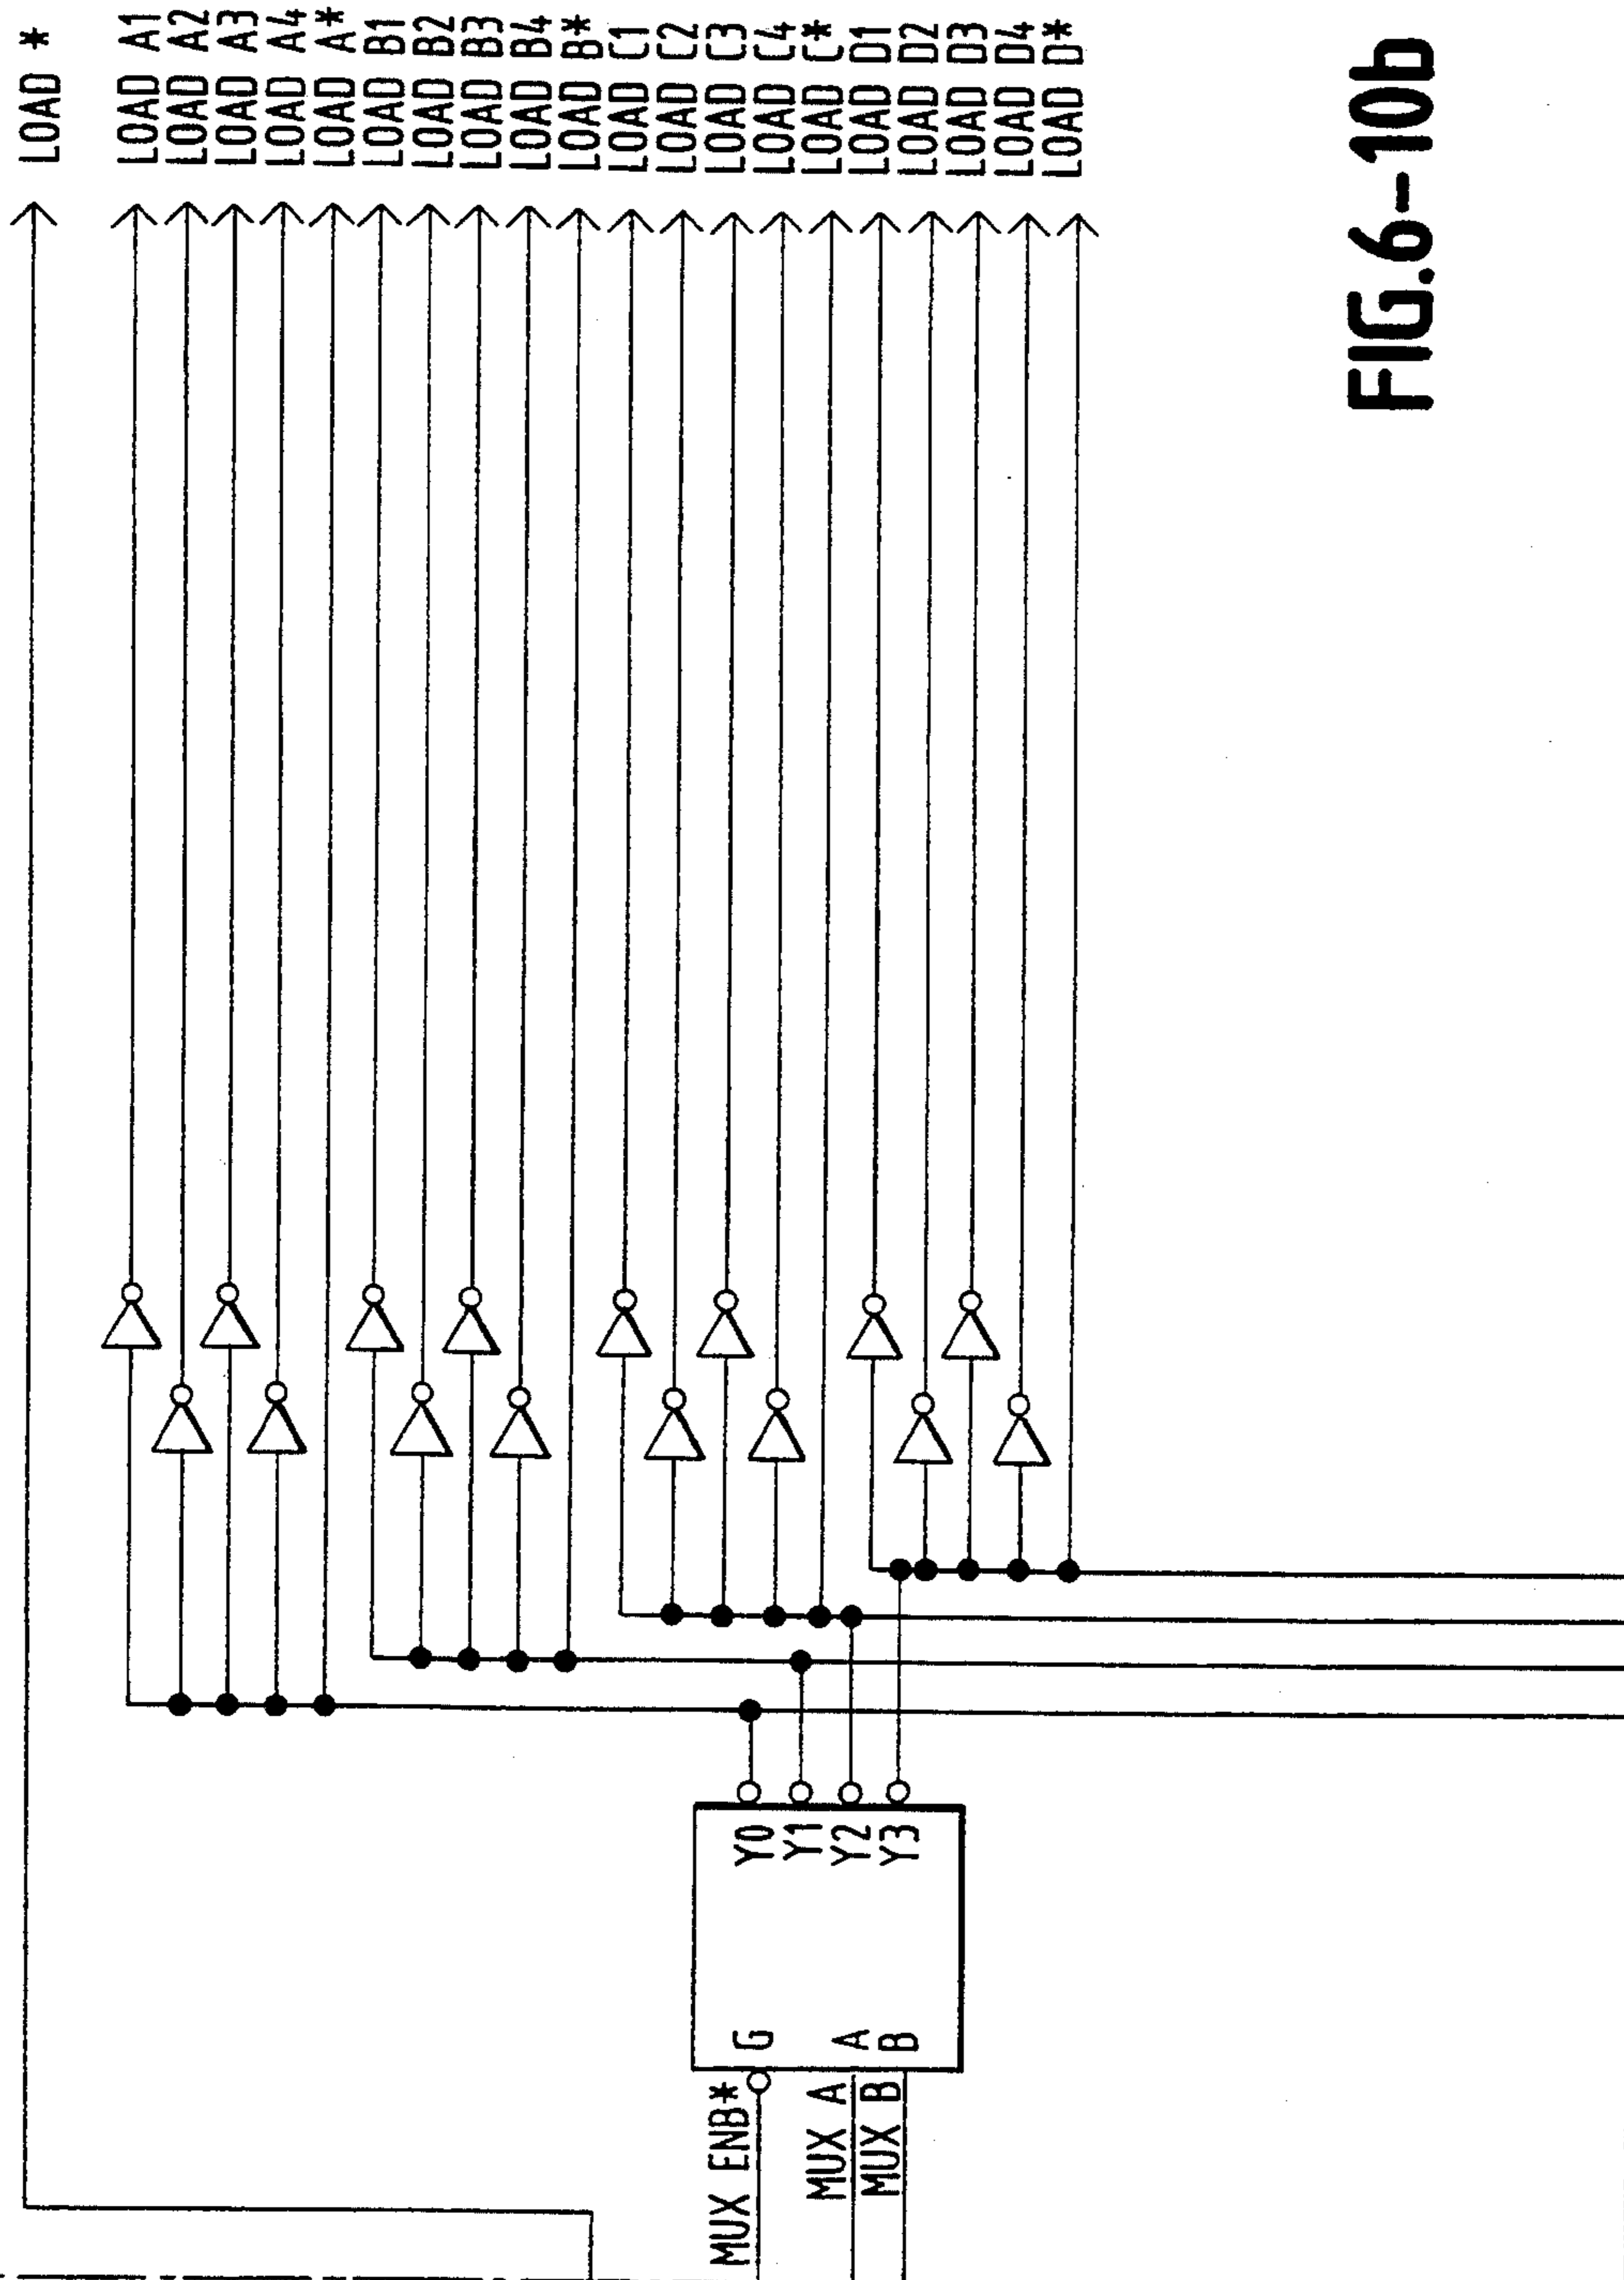 LOAD *
LOAD A1
LOAD A2
LOAD A3
LOAD A4
LOAD A*
LOAD B1
LOAD B2
LOAD B3
LOAD B4
LOAD B*
LOAD C1
LOAD C2
LOAD C3
LOAD C4
LOAD C*
LOAD D1
LOAD D2
LOAD D3
LOAD D4
LOAD D*
MUX ENB*
MUX A
MUX B
G
A
B
Y0
Y1
Y2
Y3
FIG.6-10b